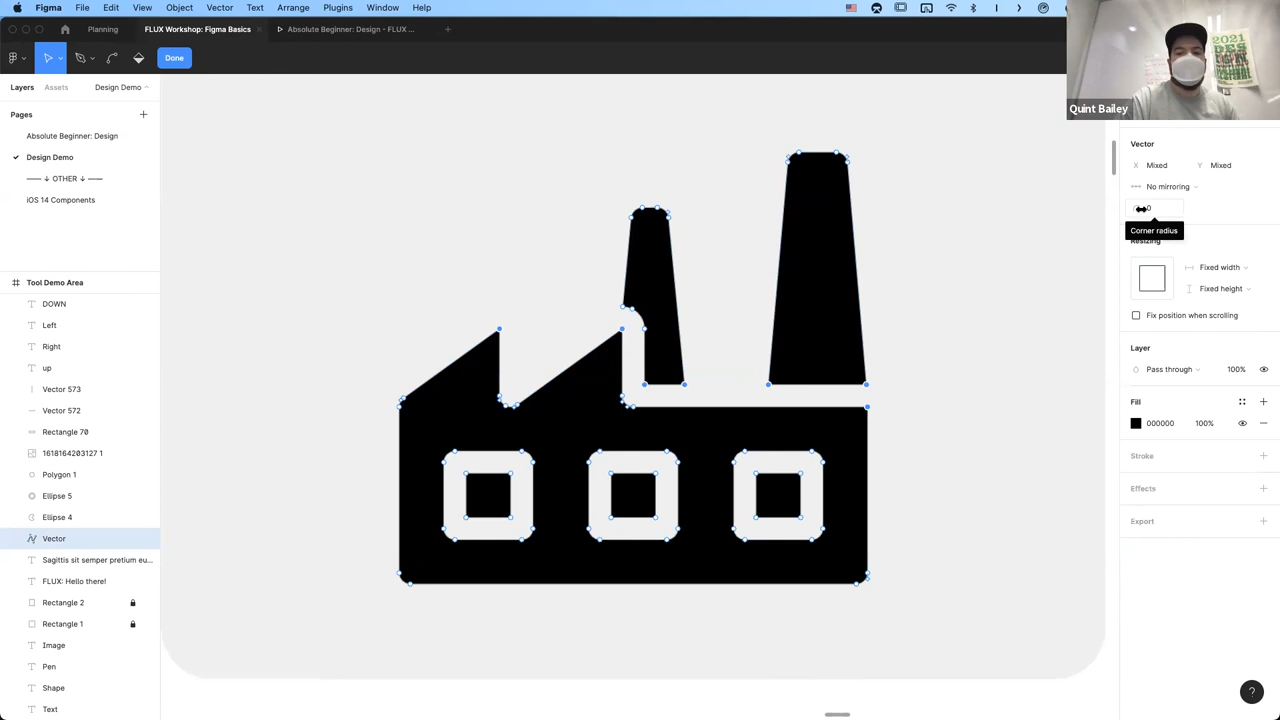 Figma
File
Edit
View
Object
Vector
Text
Arrange
Plugins
Window
Help
Planning
FLUX Workshop: Figma Basics
Absolute Beginner: Design - FLUX ...
Done
2021
Quint Bailey
Layers
Assets
Design Demo
Pages
Absolute Beginner: Design
Design Demo
—— ↓ OTHER ↓ ——
iOS 14 Components
Tool Demo Area
DOWN
Left
Right
up
Vector 573
Vector 572
Rectangle 70
1618164203127 1
Polygon 1
Ellipse 5
Ellipse 4
Vector
Sagittis sit semper pretium eu...
FLUX: Hello there!
Rectangle 2
Rectangle 1
Image
Pen
Shape
Text
Vector
X Mixed Y Mixed
No mirroring
0
Corner radius
Resizing
Fixed width
Fixed height
Fix position when scrolling
Layer
Pass through 100%
Fill
000000 100%
Stroke
Effects
Export
?